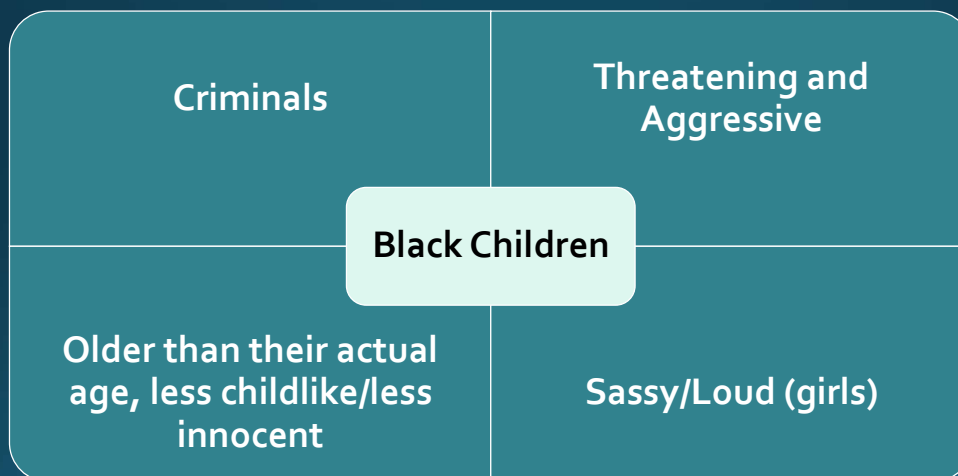 Criminals
Threatening and
Aggressive
Black Children
Older than their actual
age, less childlike/less
innocent
Sassy/Loud (girls)